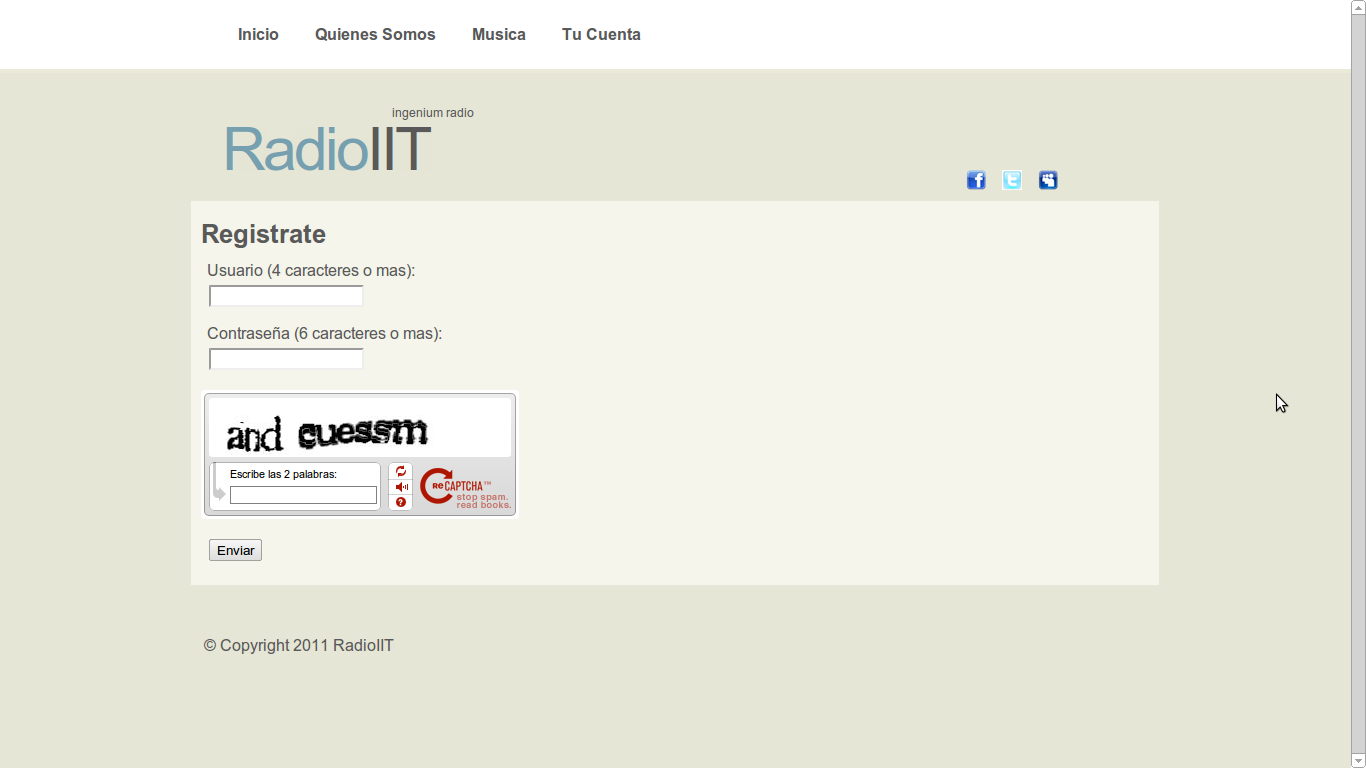 Inicio Quienes Somos Musica Tu Cuenta
ingenium radio
RadioIIT
Registrate
Usuario (4 caracteres o mas):
Contraseña (6 caracteres o mas):
and cuessm
Escribe las 2 palabras:
reCAPTCHA™
stop spam.
read books.
Enviar
© Copyright 2011 RadioIIT